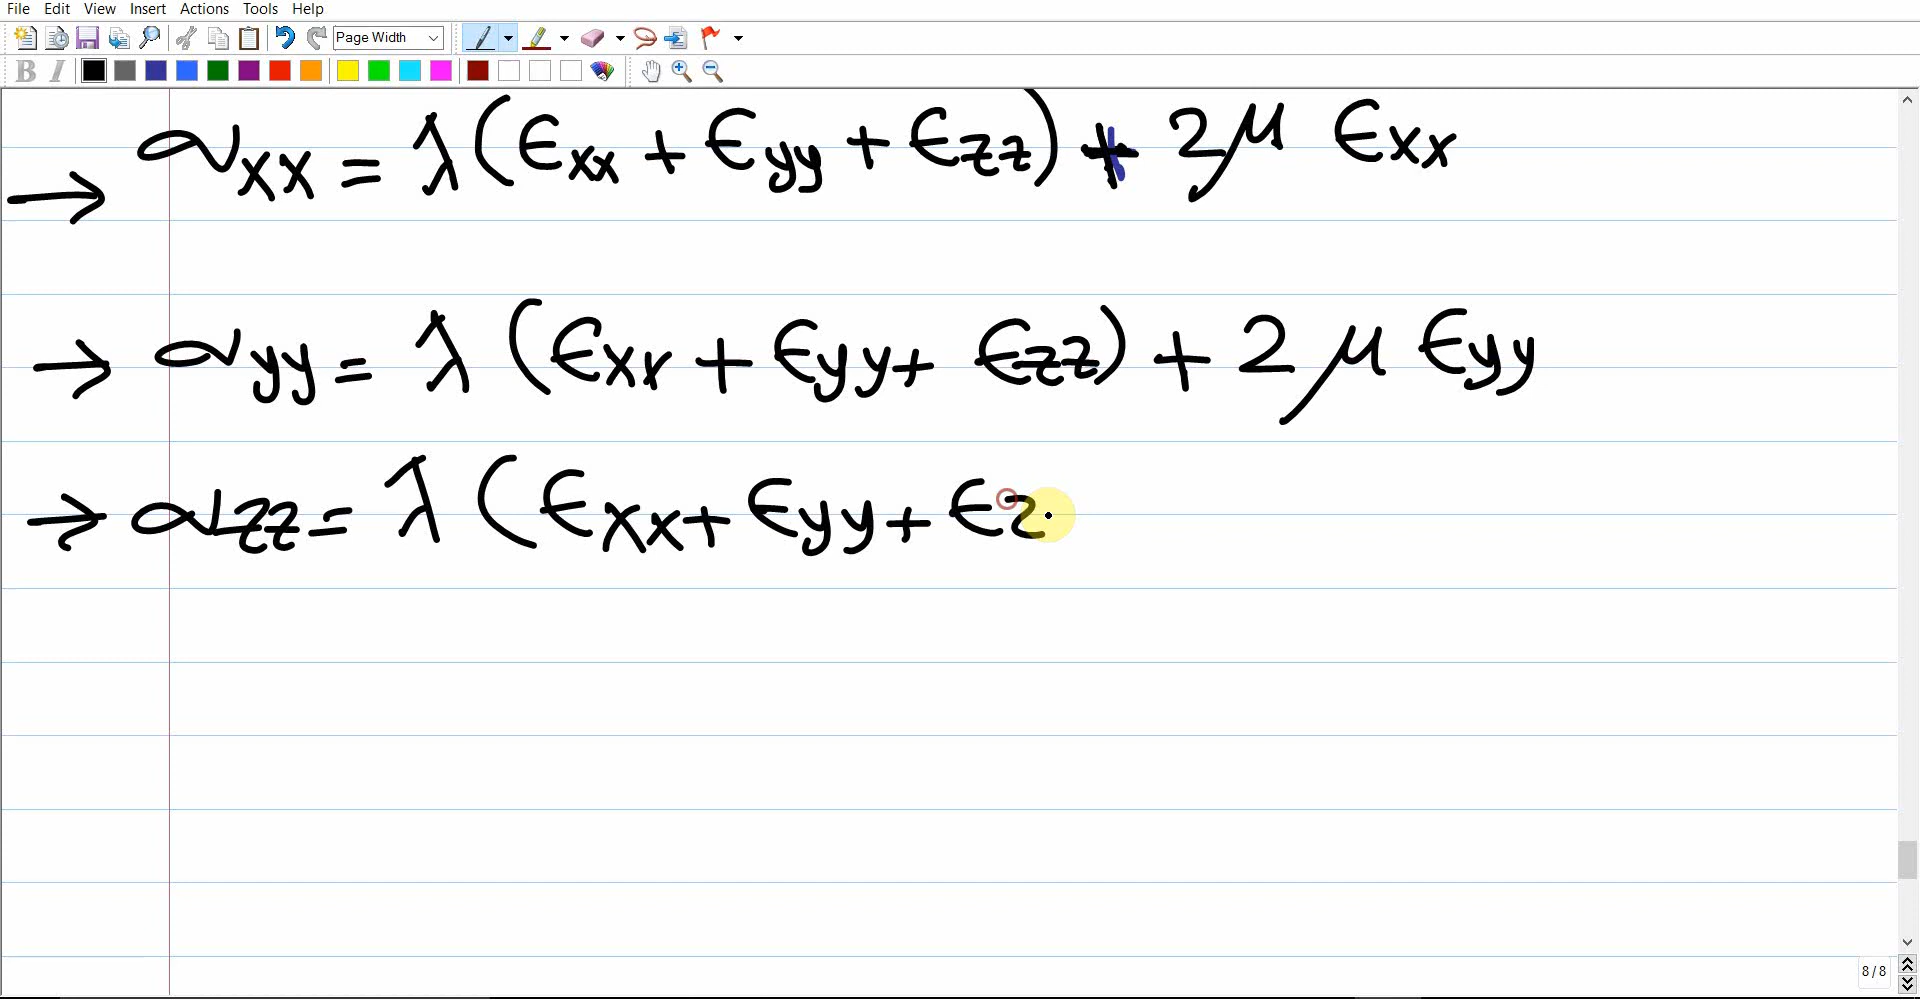 File Edit View Insert Actions Tools Help
Page Width
B I
→ σxx = λ(ϵxx + ϵyy + ϵzz) + 2μ ϵxx
→ σyy = λ (ϵxx + ϵyy + ϵzz) + 2μ ϵyy
→ σzz = λ (ϵxx + ϵyy + ϵz
8 / 8